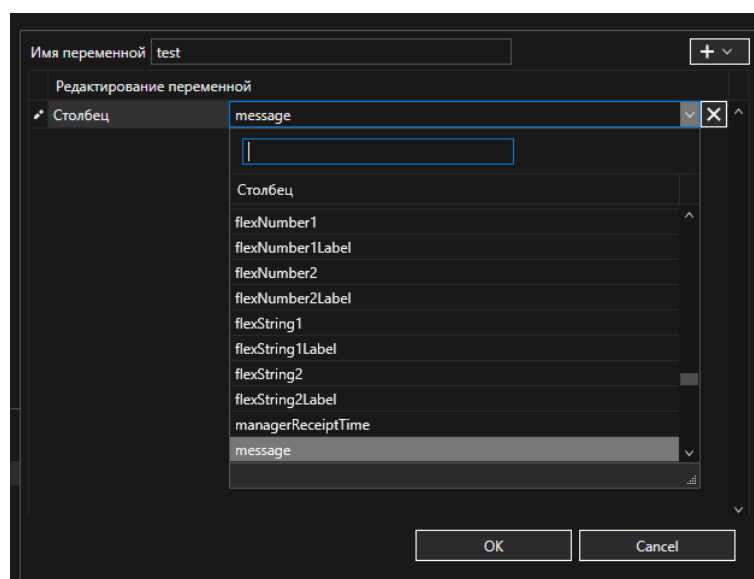 Имя переменной test
Редактирование переменной
Столбец message
Столбец
flexNumber1
flexNumber1Label
flexNumber2
flexNumber2Label
flexString1
flexString1Label
flexString2
flexString2Label
managerReceiptTime
message
OK Cancel